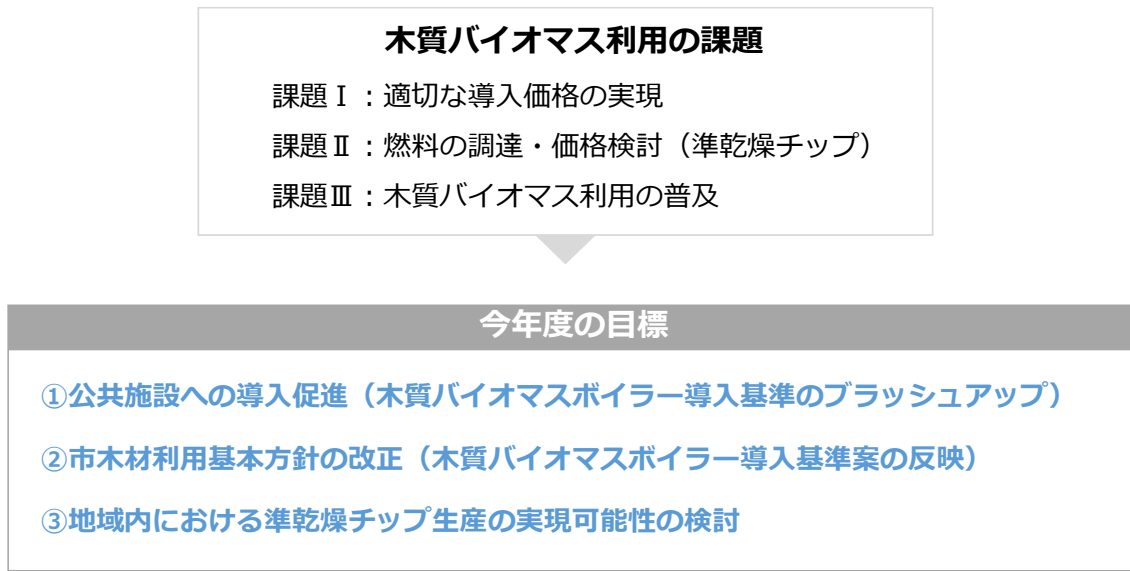 木質バイオマス利用の課題
課題Ⅰ：適切な導入価格の実現
課題Ⅱ：燃料の調達・価格検討（準乾燥チップ）
課題Ⅲ：木質バイオマス利用の普及
今年度の目標
①公共施設への導入促進（木質バイオマスボイラー導入基準のブラッシュアップ）
②市木材利用基本方針の改正（木質バイオマスボイラー導入基準案の反映）
③地域内における準乾燥チップ生産の実現可能性の検討